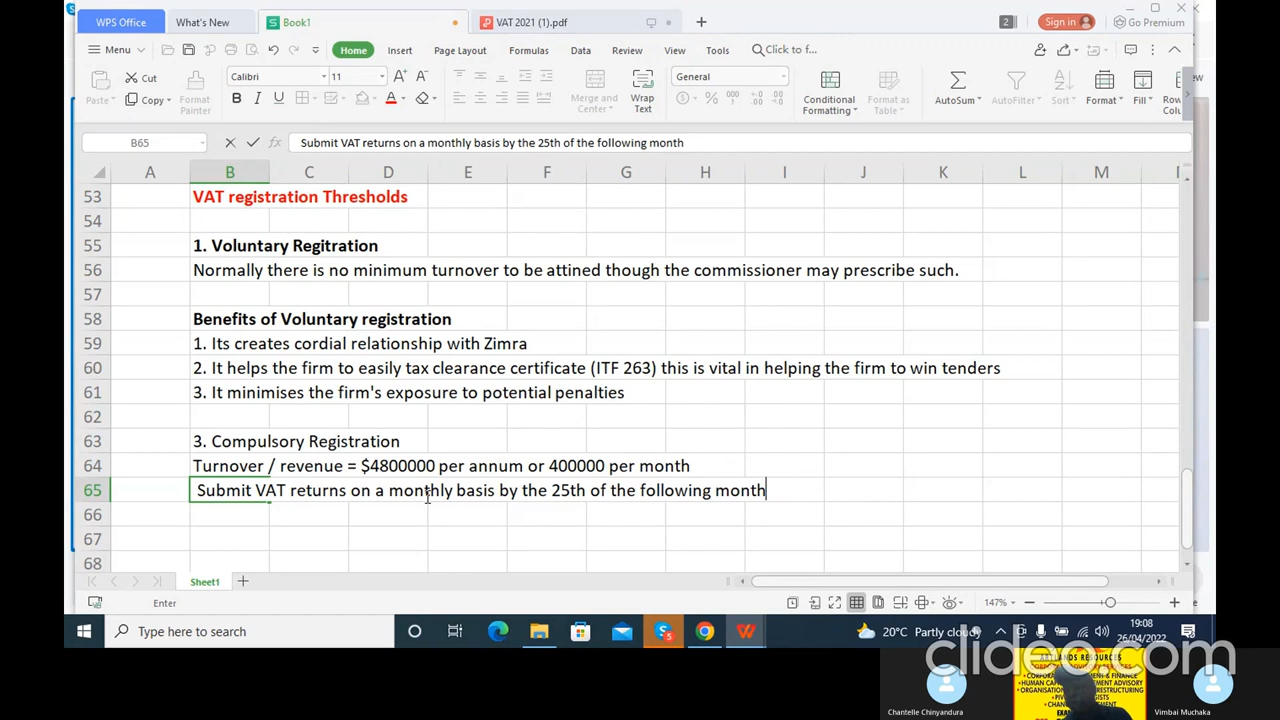 WPS Office
What's New
Book1
VAT 2021 (1).pdf
2
Sign in
Go Premium
Menu
Home
Insert
Page Layout
Formulas
Data
Review
View
Tools
Click to f...
Paste
Cut
Copy
Format Painter
Calibri
11
Merge and Center
Wrap Text
General
Conditional Formatting
Format as Table
AutoSum
AutoFilter
Sort
Format
Fill
B65
Submit VAT returns on a monthly basis by the 25th of the following month
A B C D E F G H I J K L M
53 VAT registration Thresholds
54
55 1. Voluntary Regitration
56 Normally there is no minimum turnover to be attined though the commissioner may prescribe such.
57
58 Benefits of Voluntary registration
59 1. Its creates cordial relationship with Zimra
60 2. It helps the firm to easily tax clearance certificate (ITF 263) this is vital in helping the firm to win tenders
61 3. It minimises the firm's exposure to potential penalties
62
63 3. Compulsory Registration
64 Turnover / revenue = $4800000 per annum or 400000 per month
65 Submit VAT returns on a monthly basis by the 25th of the following month
66
67
68
Sheet1
Enter
147%
Type here to search
20°C Partly cloudy
19:08
26/04/2022
clideo.com
Chantelle Chinyandura
Vimbai Muchaka